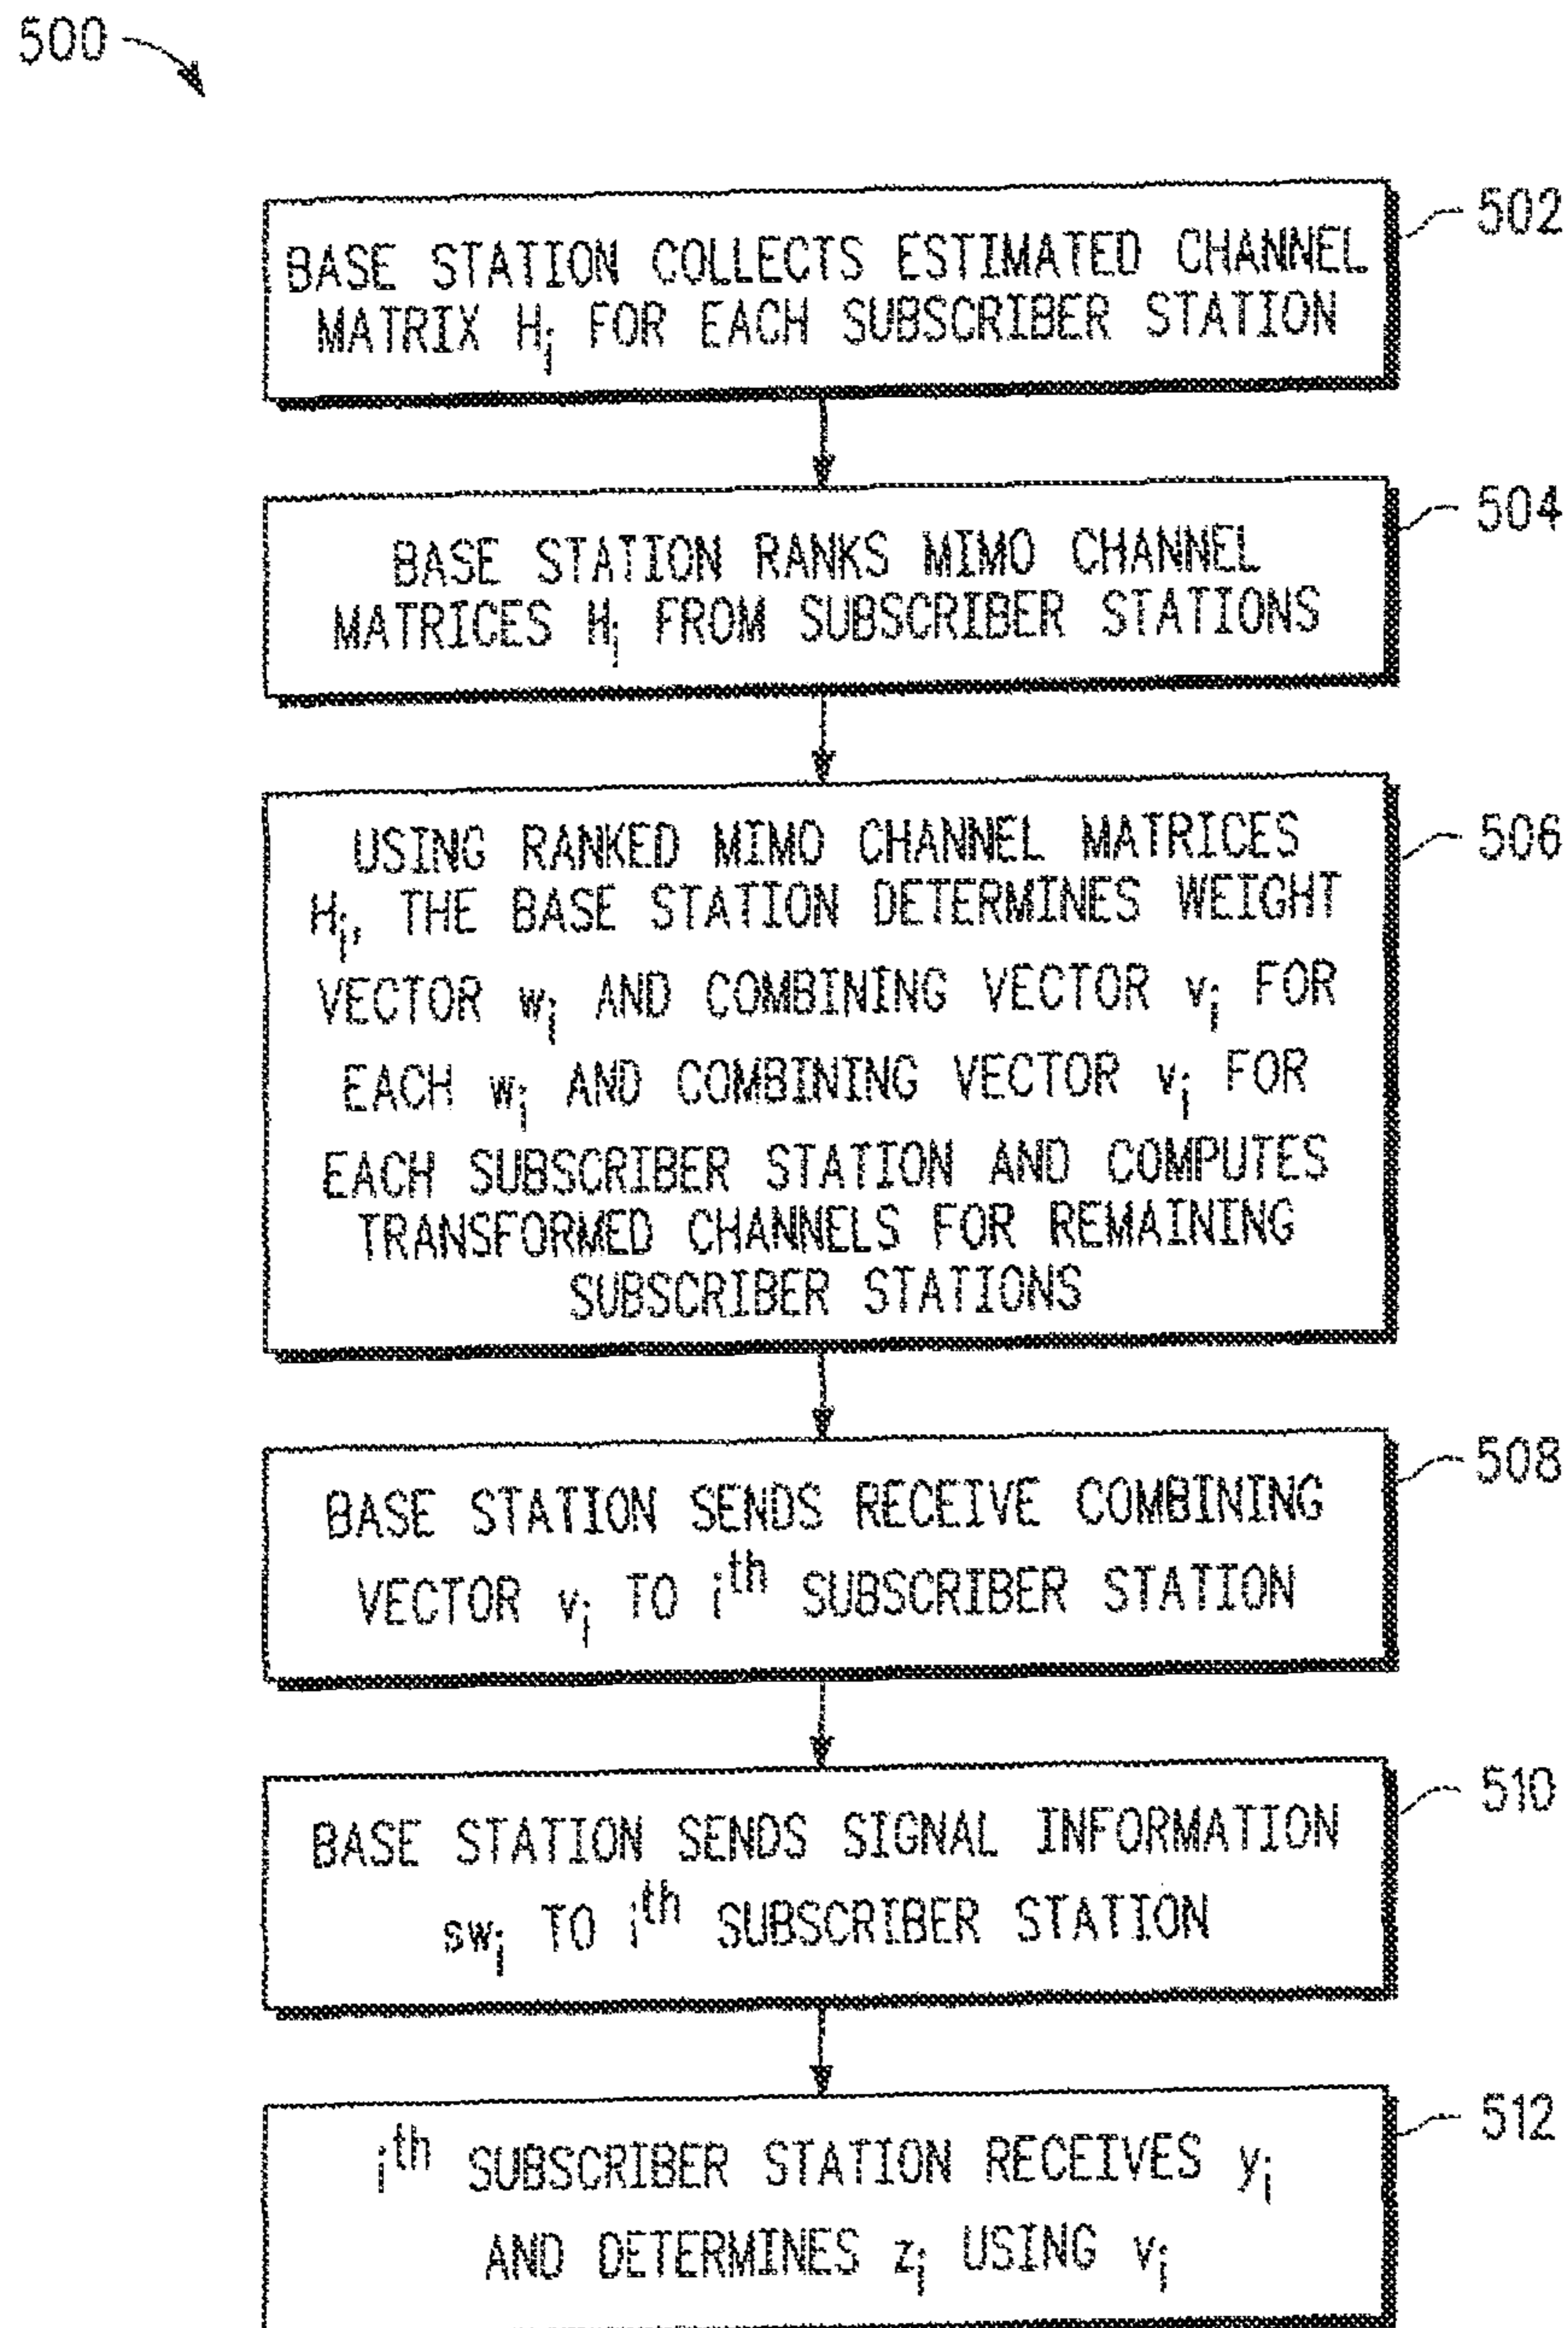 500
502
BASE STATION COLLECTS ESTIMATED CHANNEL
MATRIX Hi FOR EACH SUBSCRIBER STATION
504
BASE STATION RANKS MIMO CHANNEL
MATRICES Hi FROM SUBSCRIBER STATIONS
506
USING RANKED MIMO CHANNEL MATRICES
Hi, THE BASE STATION DETERMINES WEIGHT
VECTOR wi AND COMBINING VECTOR vi FOR
EACH wi AND COMBINING VECTOR vi FOR
EACH SUBSCRIBER STATION AND COMPUTES
TRANSFORMED CHANNELS FOR REMAINING
SUBSCRIBER STATIONS
508
BASE STATION SENDS RECEIVE COMBINING
VECTOR vi TO ith SUBSCRIBER STATION
510
BASE STATION SENDS SIGNAL INFORMATION
swi TO ith SUBSCRIBER STATION
512
ith SUBSCRIBER STATION RECEIVES yi
AND DETERMINES zi USING vi